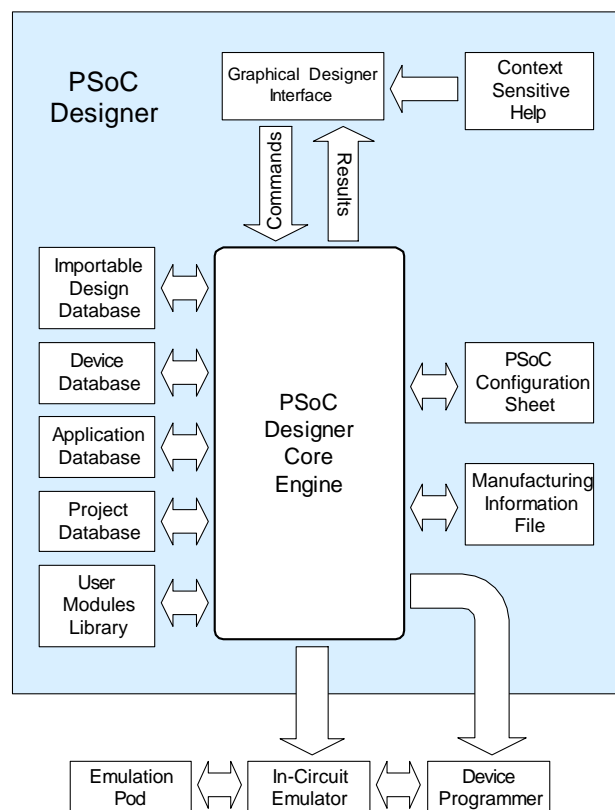 PSoC
Designer
Graphical Designer
Interface
Context
Sensitive
Help
Commands
Results
Importable
Design
Database
Device
Database
Application
Database
Project
Database
User
Modules
Library
PSoC
Designer
Core
Engine
PSoC
Configuration
Sheet
Manufacturing
Information
File
Emulation
Pod
In-Circuit
Emulator
Device
Programmer